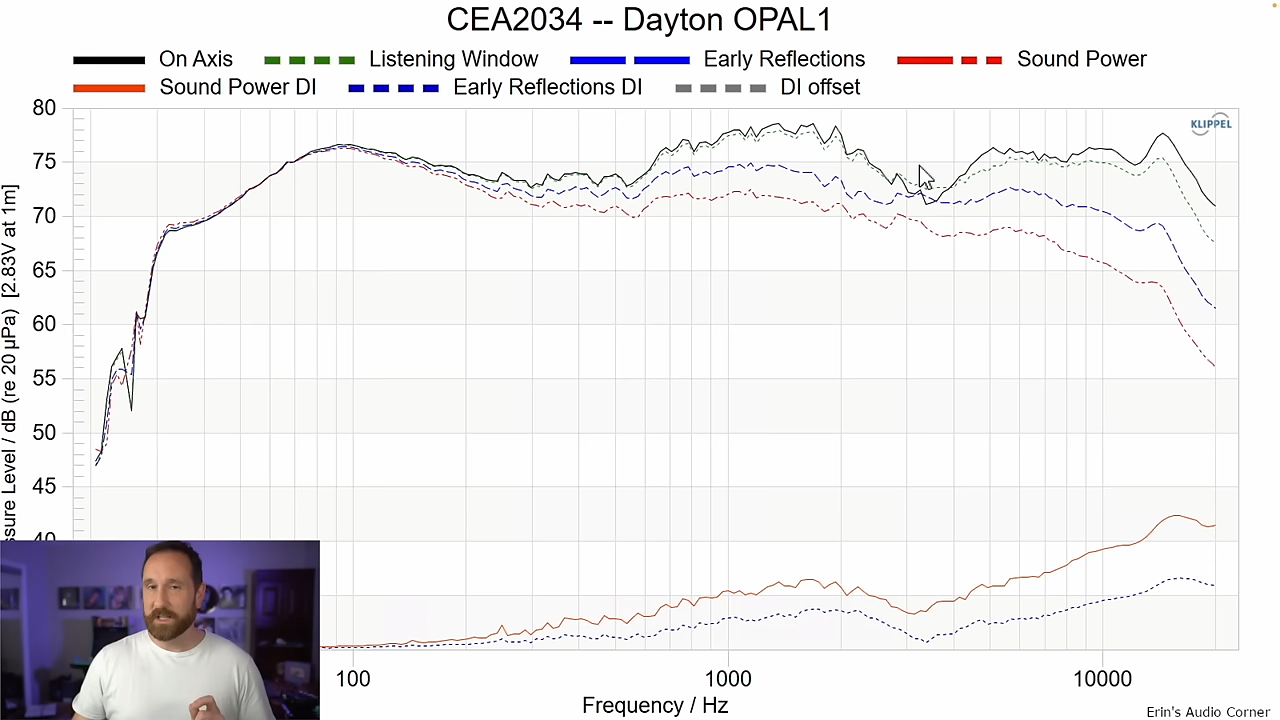 CEA2034 -- Dayton OPAL1
On Axis Listening Window Early Reflections Sound Power
Sound Power DI Early Reflections DI DI offset
KLIPPEL
80
75
70
65
60
55
50
45
40
ssure Level / dB (re 20 µPa) [2.83V at 1m]
100 1000 10000
Frequency / Hz
Erin's Audio Corner